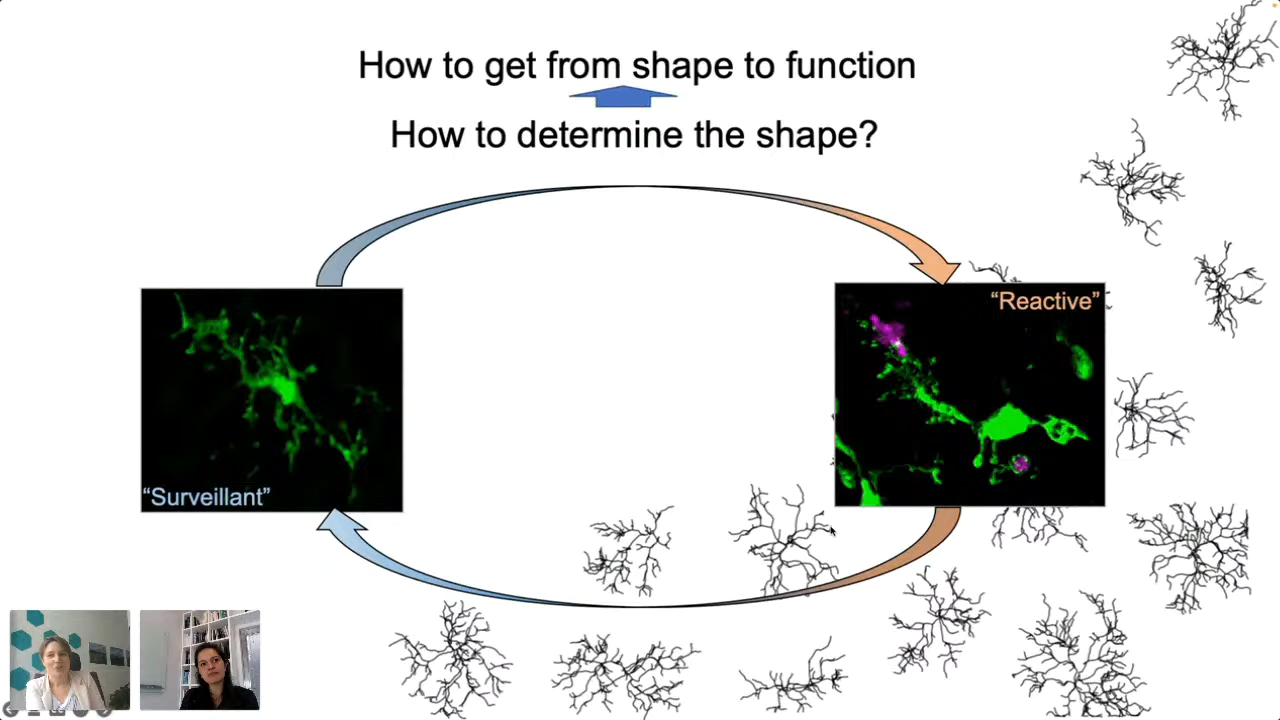 How to get from shape to function
How to determine the shape?
“Reactive”
“Surveillant”